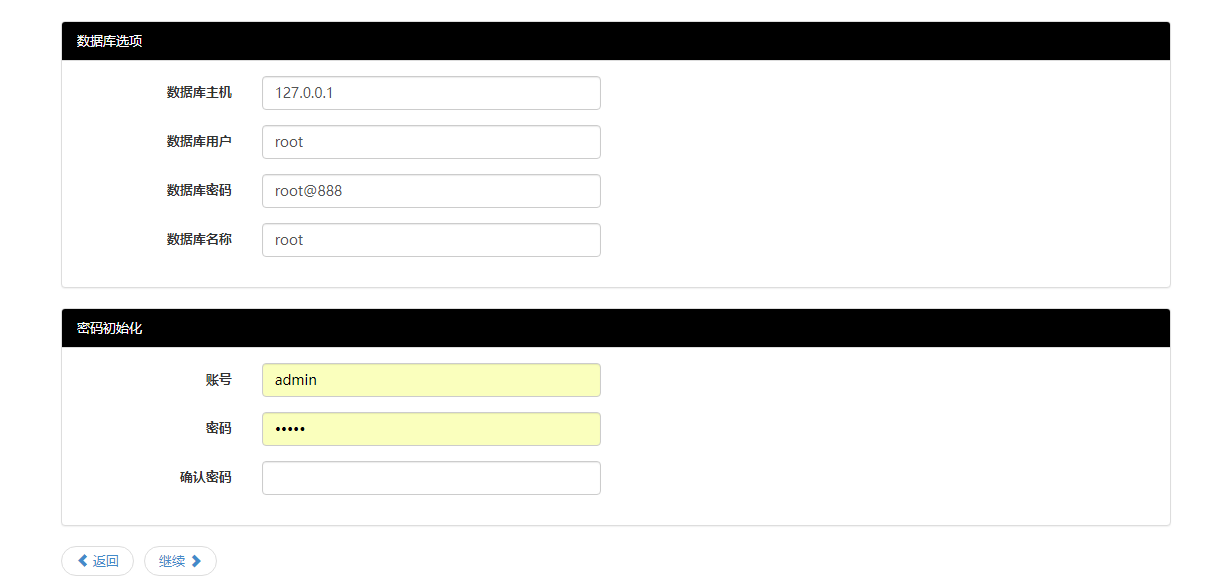 数据库选项
数据库主机 127.0.0.1
数据库用户 root
数据库密码 root@888
数据库名称 root
密码初始化
账号 admin
密码 •••••
确认密码
返回 继续